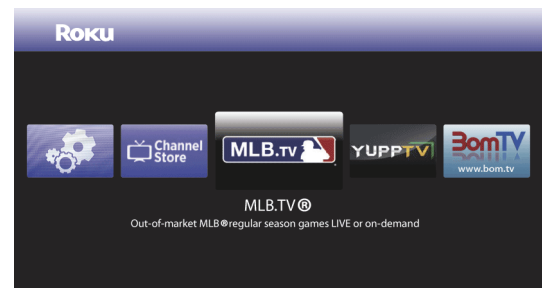 Roku
Channel
Store
MLB.TV
YUPPTV
BomTV
www.bom.tv
MLB.TV®
Out-of-market MLB®regular season games LIVE or on-demand